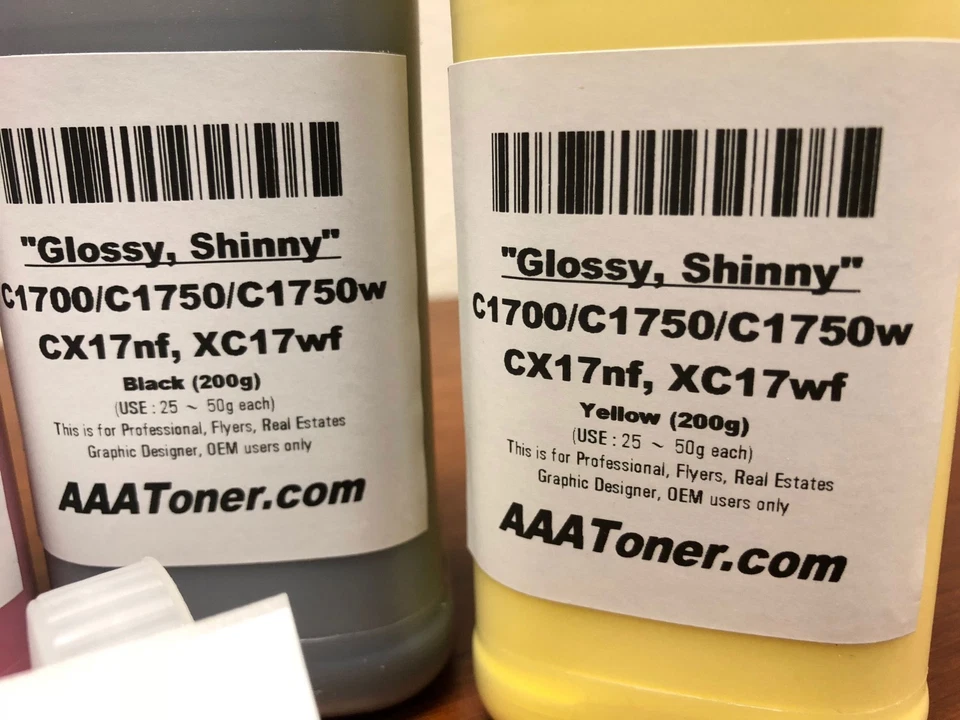 "Glossy, Shinny"
C1700/C1750/C1750w
CX17nf, XC17wf
Black (200g)
(USE : 25 ~ 50g each)
This is for Professional, Flyers, Real Estates
Graphic Designer, OEM users only
AAAToner.com
"Glossy, Shinny"
C1700/C1750/C1750w
CX17nf, XC17wf
Yellow (200g)
(USE : 25 ~ 50g each)
This is for Professional, Flyers, Real Estates
Graphic Designer, OEM users only
AAAToner.com